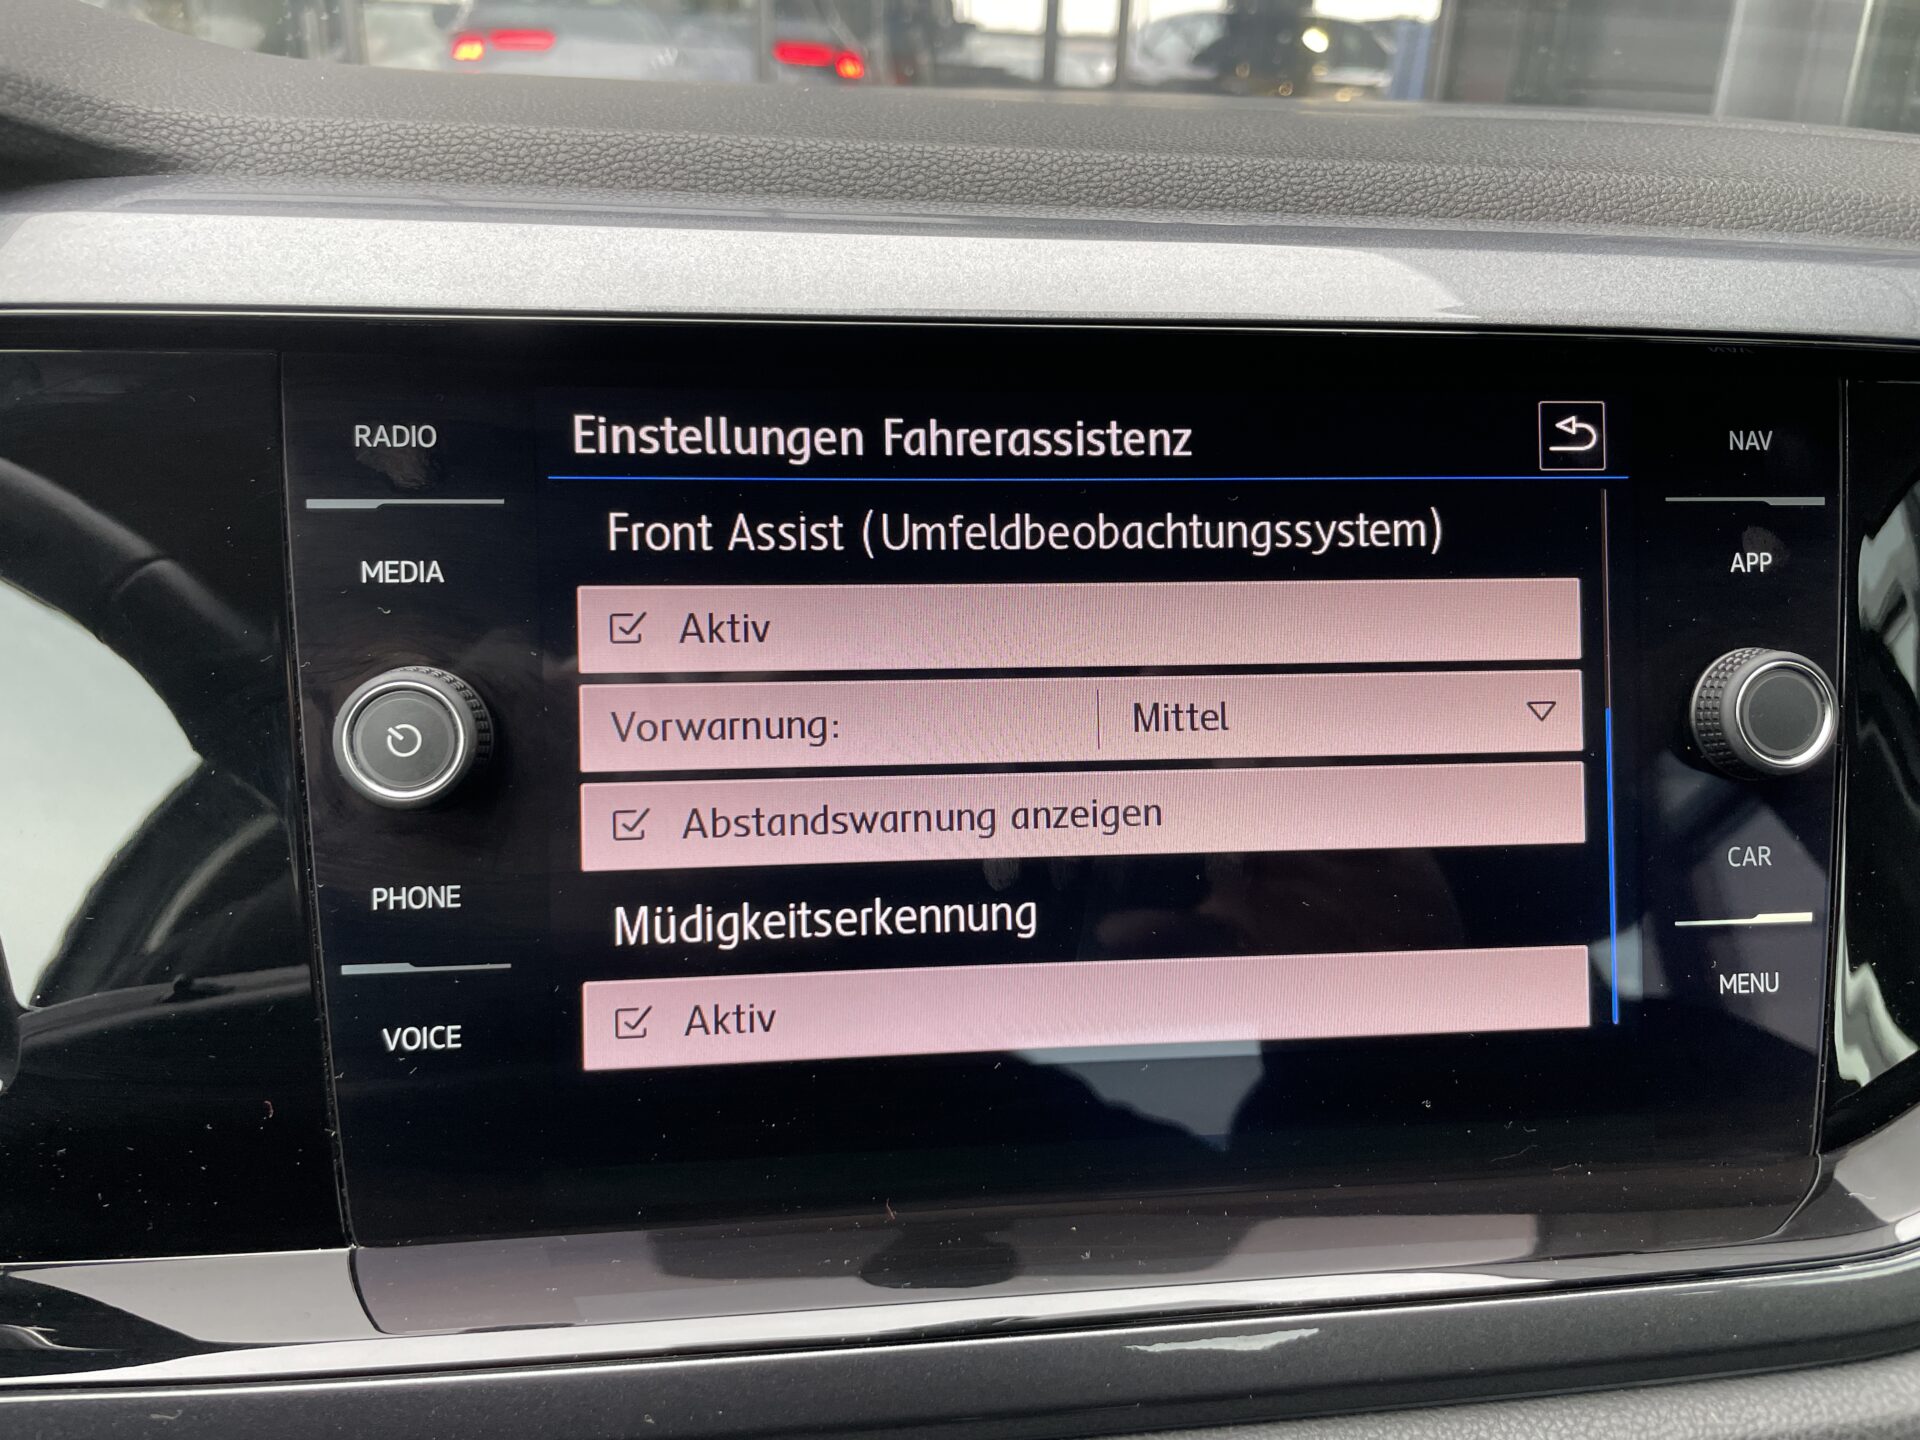 RADIO
MEDIA
PHONE
VOICE
Einstellungen Fahrerassistenz
Front Assist (Umfeldbeobachtungssystem)
Aktiv
Vorwarnung: Mittel
Abstandswarnung anzeigen
Müdigkeitserkennung
Aktiv
NAV
APP
CAR
MENU